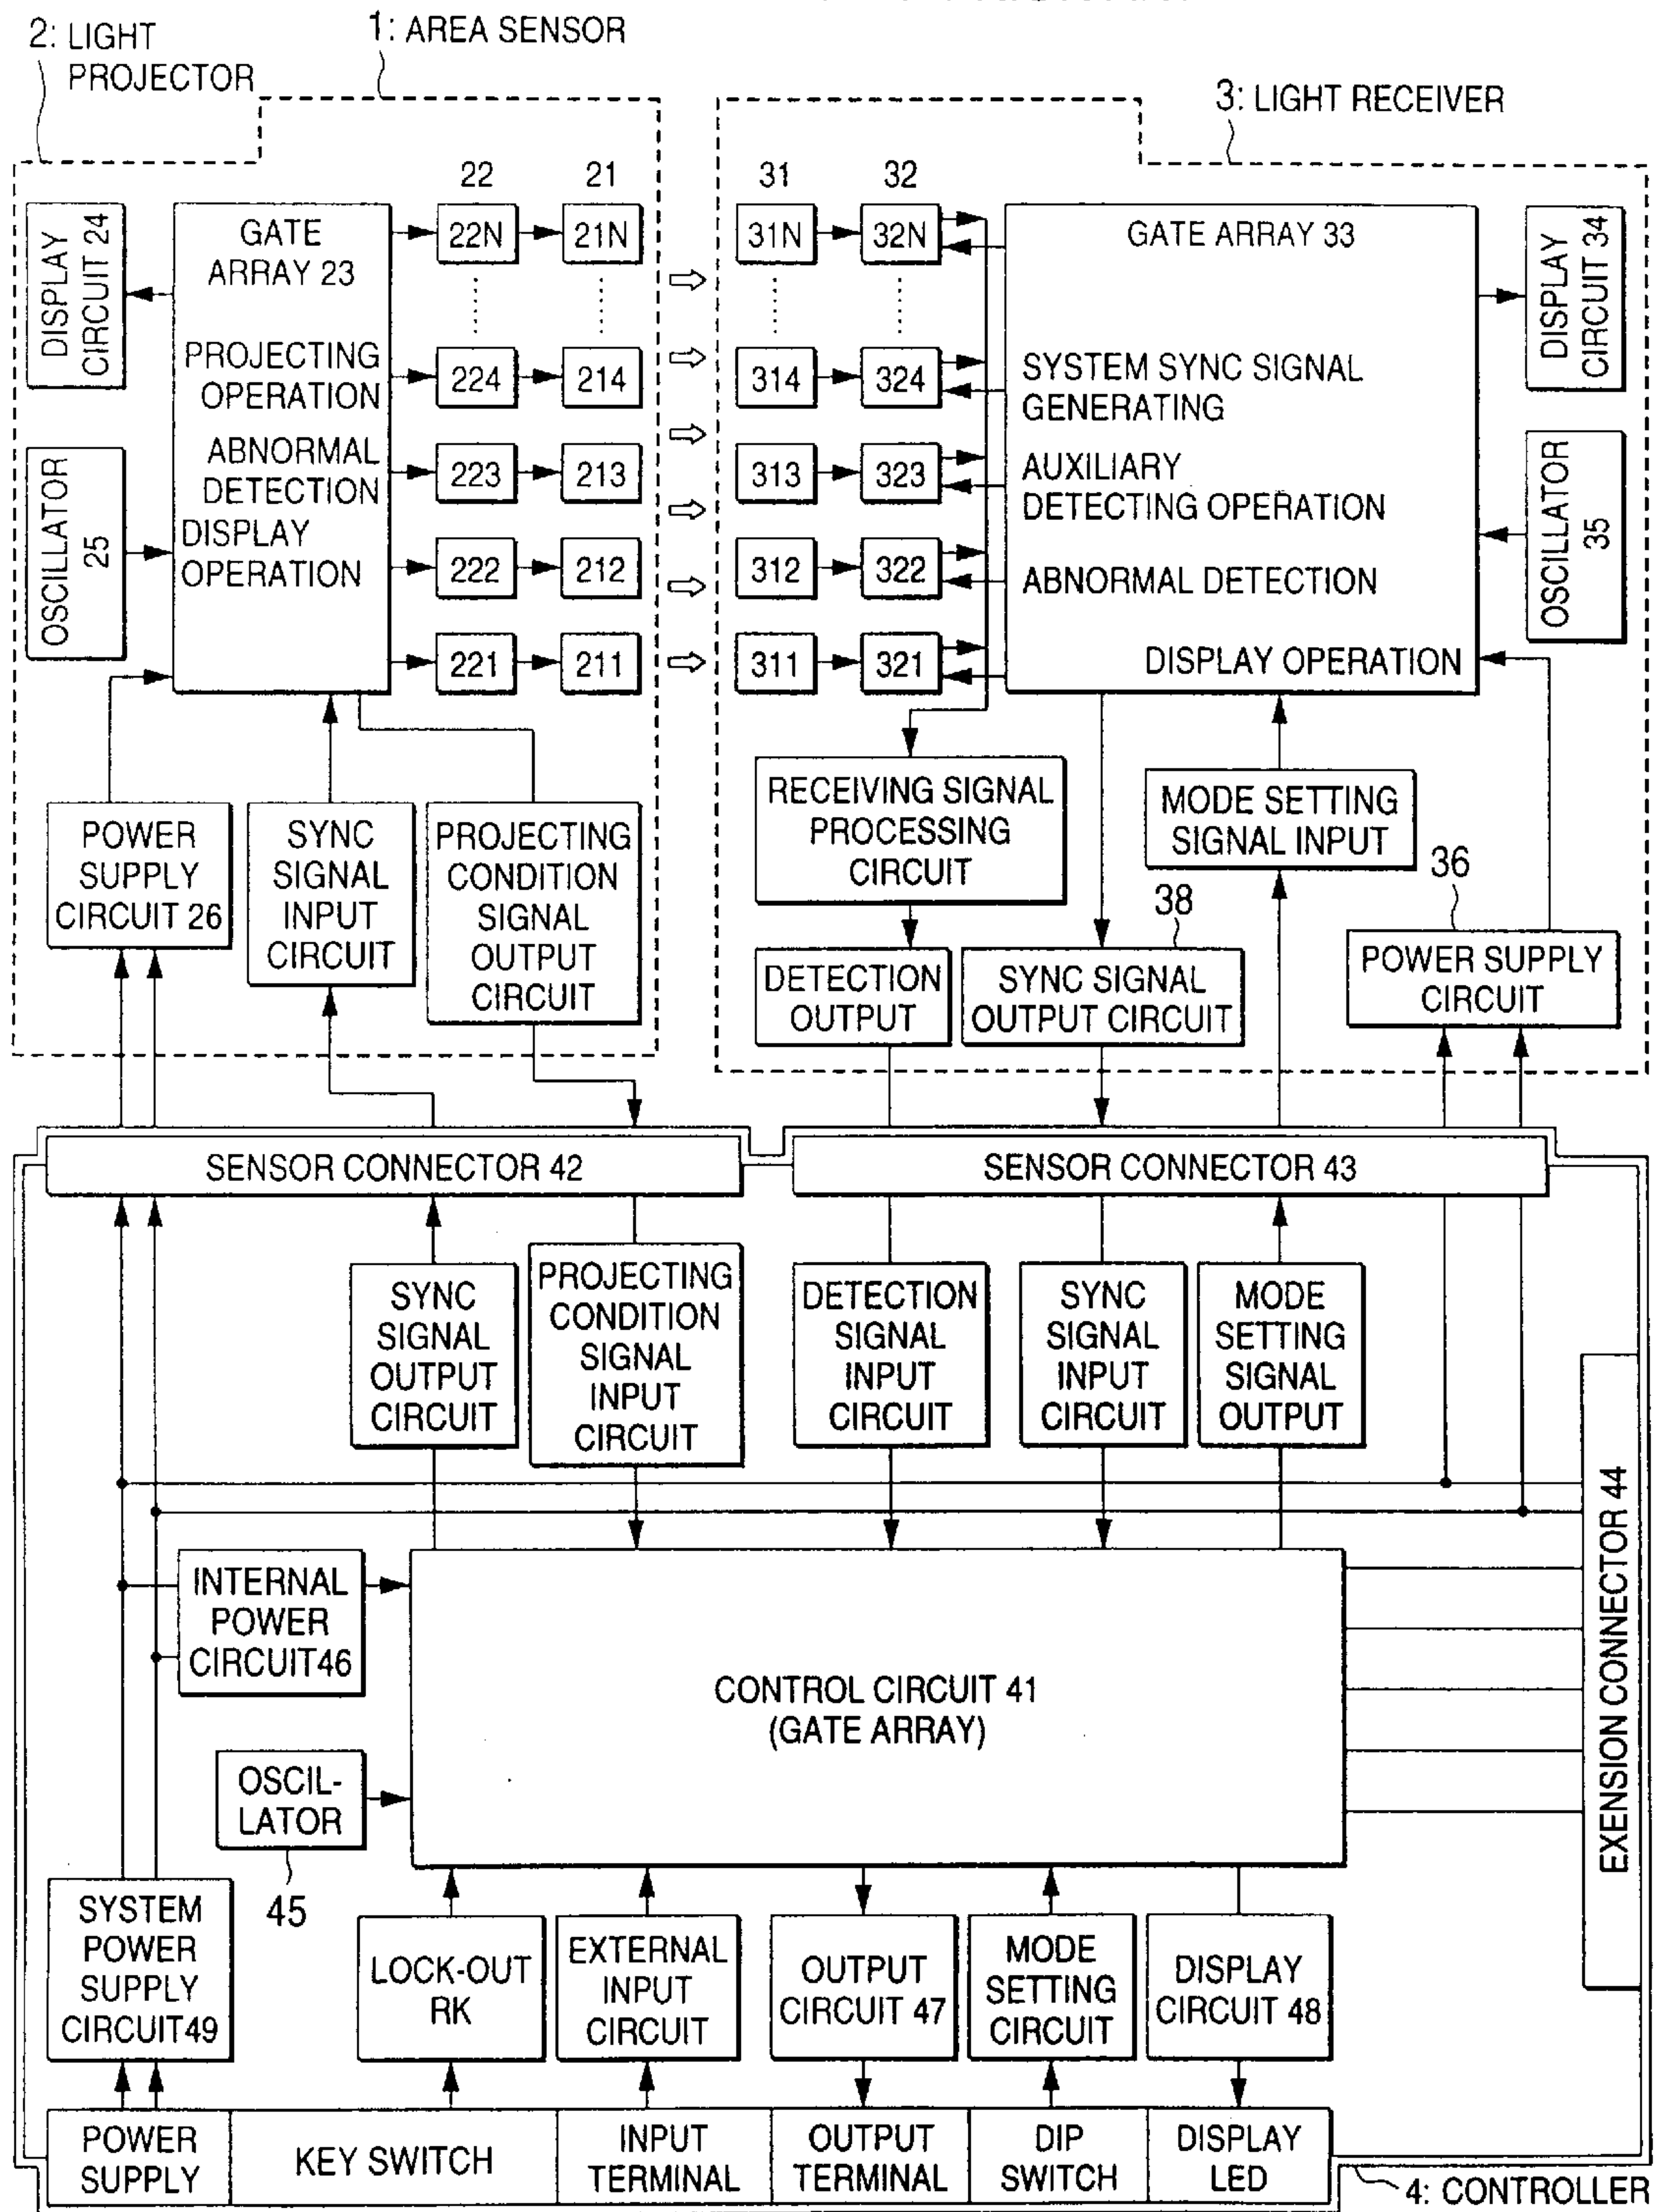 2: LIGHT
PROJECTOR
1: AREA SENSOR
3: LIGHT RECEIVER
22
21
31
32
DISPLAY
CIRCUIT 24
GATE
ARRAY 23
22N
21N
31N
32N
GATE ARRAY 33
DISPLAY
CIRCUIT 34
PROJECTING
OPERATION
224
214
314
324
SYSTEM SYNC SIGNAL
GENERATING
OSCILLATOR
25
ABNORMAL
DETECTION
223
213
313
323
AUXILIARY
DETECTING OPERATION
OSCILLATOR
35
DISPLAY
OPERATION
222
212
312
322
ABNORMAL DETECTION
221
211
311
321
DISPLAY OPERATION
POWER
SUPPLY
CIRCUIT 26
SYNC
SIGNAL
INPUT
CIRCUIT
PROJECTING
CONDITION
SIGNAL
OUTPUT
CIRCUIT
RECEIVING SIGNAL
PROCESSING
CIRCUIT
MODE SETTING
SIGNAL INPUT
36
38
DETECTION
OUTPUT
SYNC SIGNAL
OUTPUT CIRCUIT
POWER SUPPLY
CIRCUIT
SENSOR CONNECTOR 42
SENSOR CONNECTOR 43
SYNC
SIGNAL
OUTPUT
CIRCUIT
PROJECTING
CONDITION
SIGNAL
INPUT
CIRCUIT
DETECTION
SIGNAL
INPUT
CIRCUIT
SYNC
SIGNAL
INPUT
CIRCUIT
MODE
SETTING
SIGNAL
OUTPUT
EXENSION CONNECTOR 44
INTERNAL
POWER
CIRCUIT46
CONTROL CIRCUIT 41
(GATE ARRAY)
OSCIL-
LATOR
45
SYSTEM
POWER
SUPPLY
CIRCUIT49
LOCK-OUT
RK
EXTERNAL
INPUT
CIRCUIT
OUTPUT
CIRCUIT 47
MODE
SETTING
CIRCUIT
DISPLAY
CIRCUIT 48
POWER
SUPPLY
KEY SWITCH
INPUT
TERMINAL
OUTPUT
TERMINAL
DIP
SWITCH
DISPLAY
LED
4: CONTROLLER